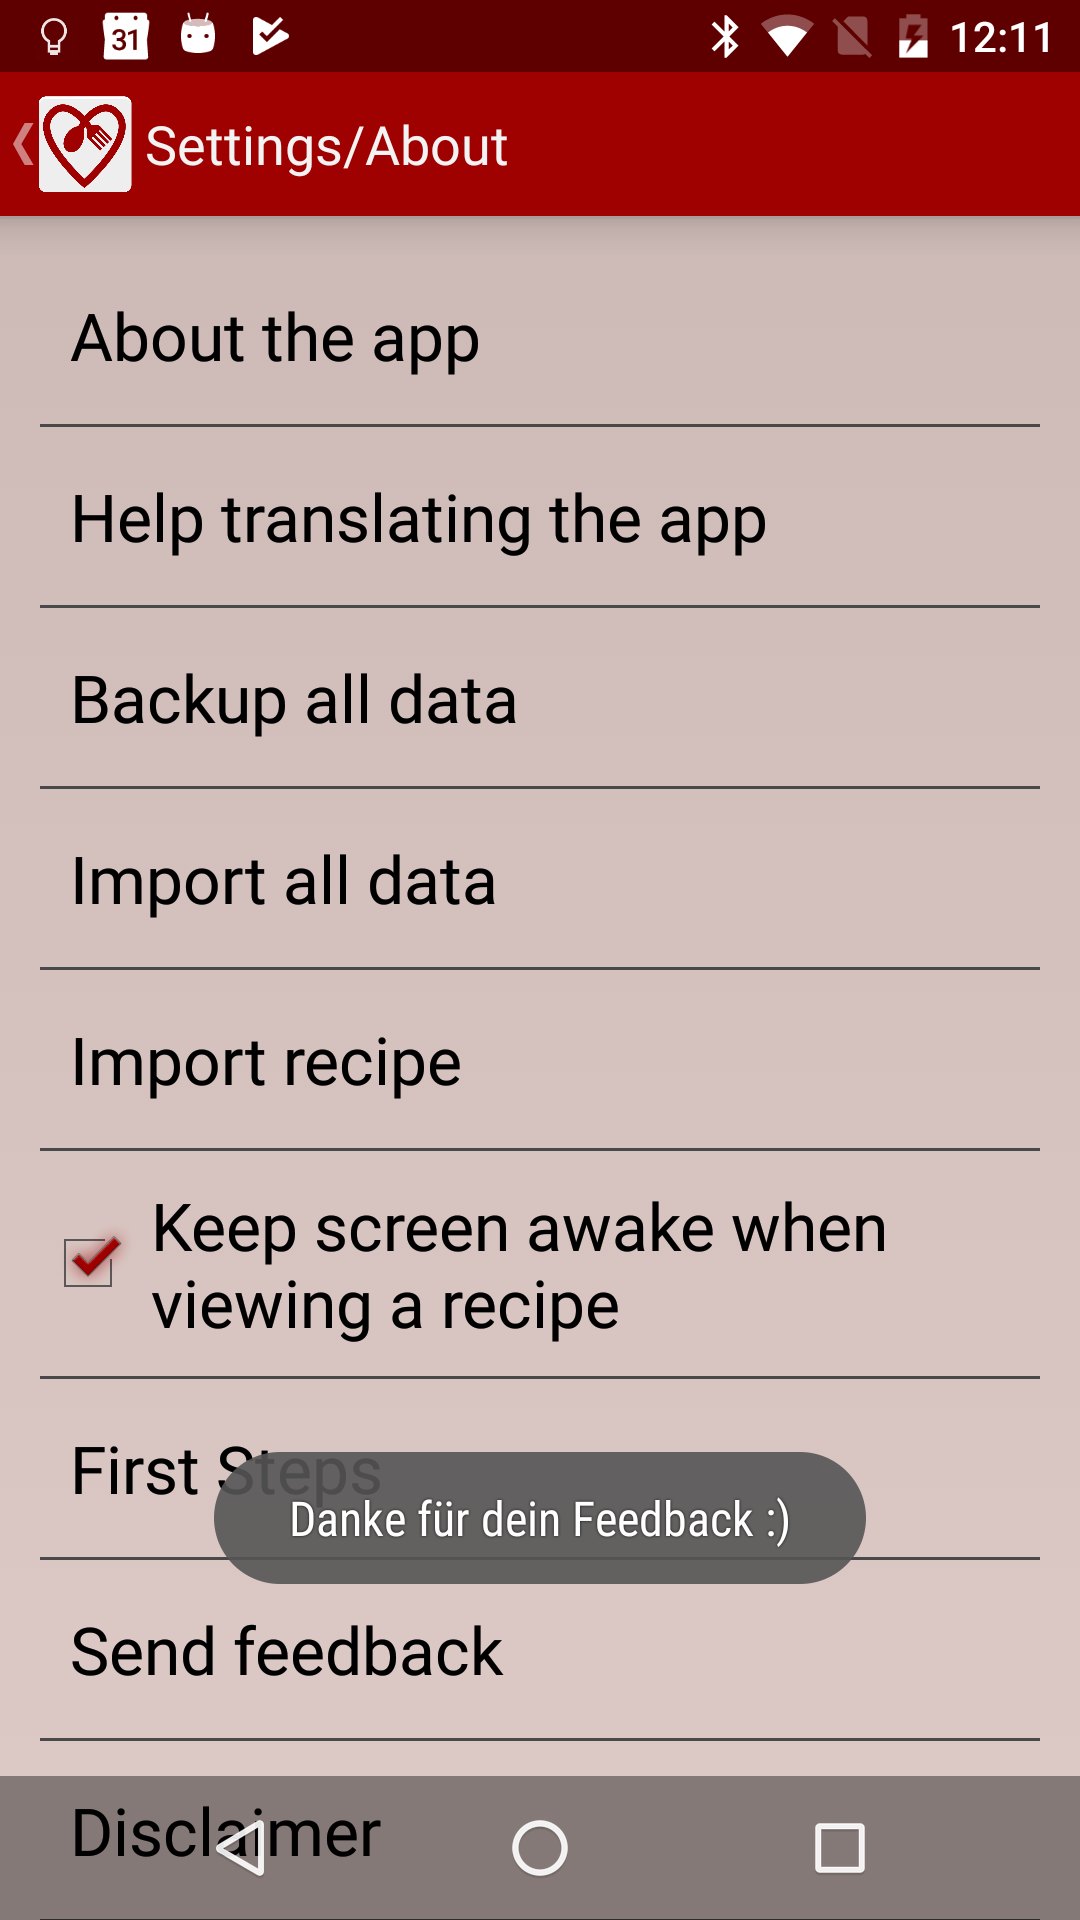 31
12:11
Settings/About
About the app
Help translating the app
Backup all data
Import all data
Import recipe
Keep screen awake when
viewing a recipe
First Steps
Danke für dein Feedback :)
Send feedback
Disclaimer